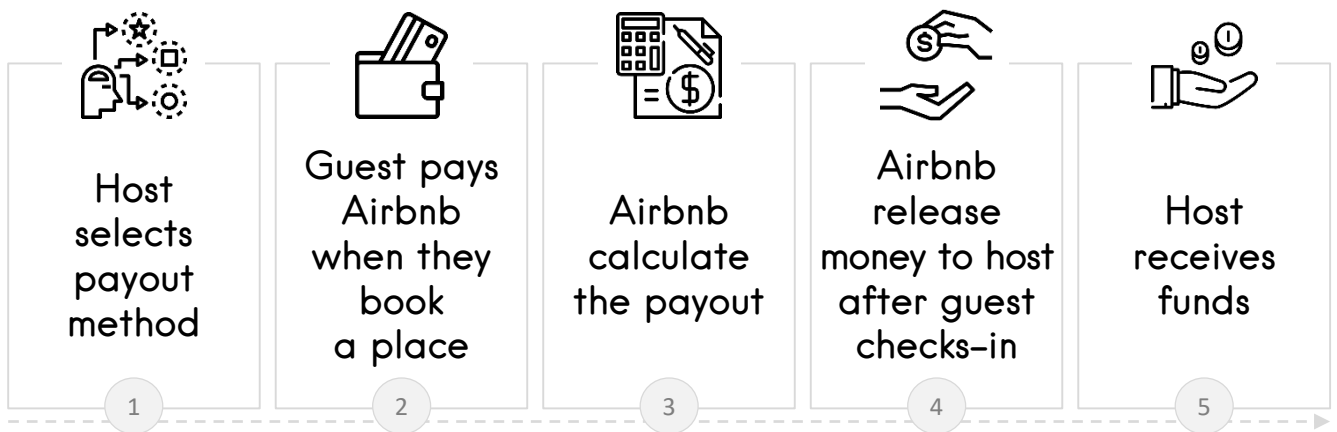 Host
selects
payout
method
1
Guest pays
Airbnb
when they
book
a place
2
Airbnb
calculate
the payout
3
Airbnb
release
money to host
after guest
checks-in
4
Host
receives
funds
5